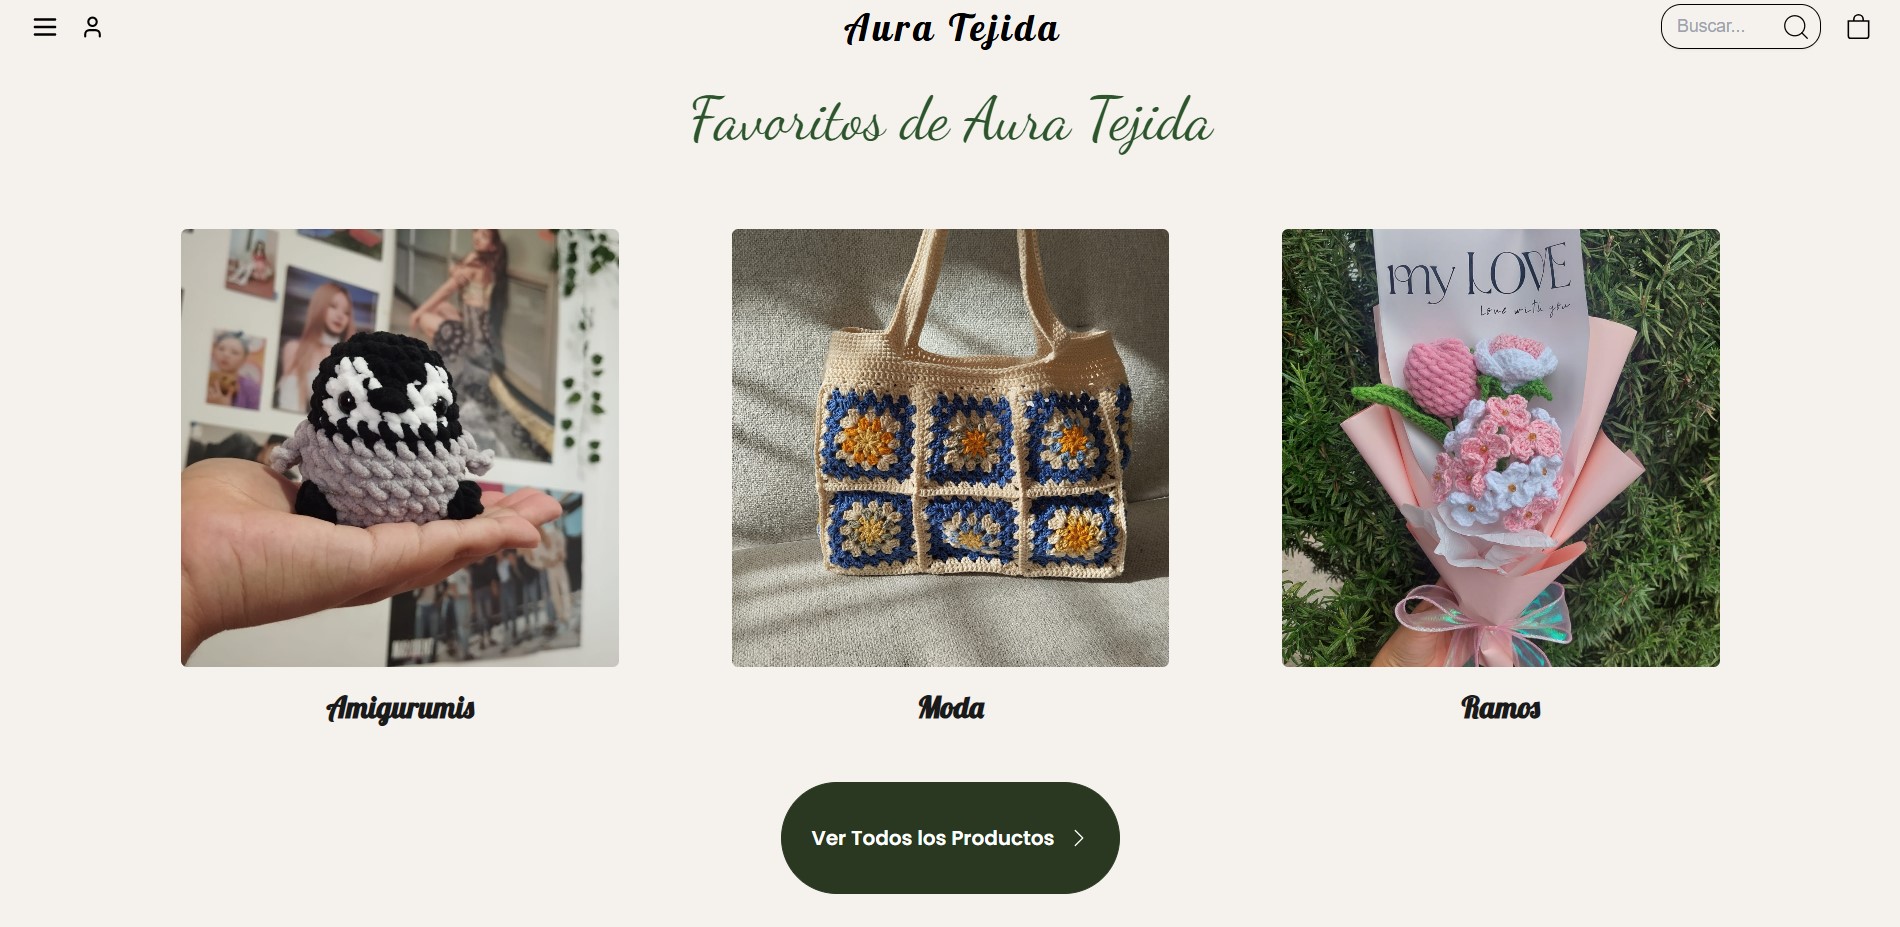 Aura Tejida
Buscar...
Favoritos de Aura Tejida
my LOVE
Love with you
Amigurumis
Moda
Ramos
Ver Todos los Productos